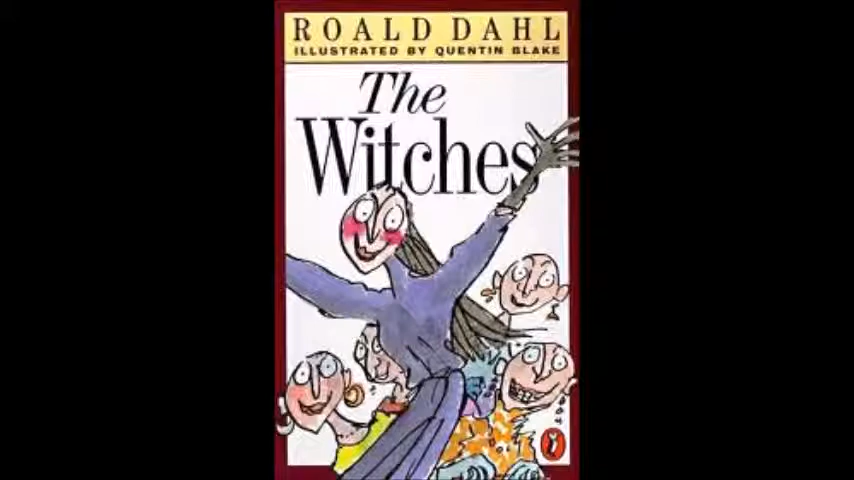 ROALD DAHL
ILLUSTRATED BY QUENTIN BLAKE
The
Witches